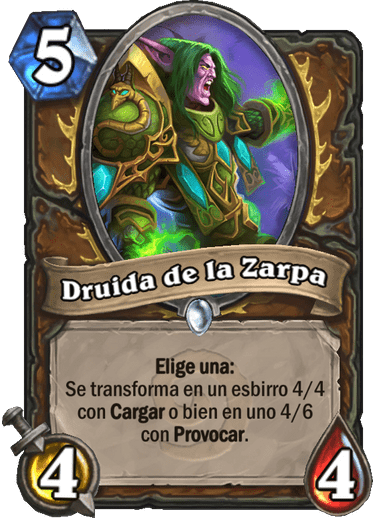 5
Druida de la Zarpa
Elige una:
Se transforma en un esbirro 4/4
con Cargar o bien en uno 4/6
con Provocar.
4
4